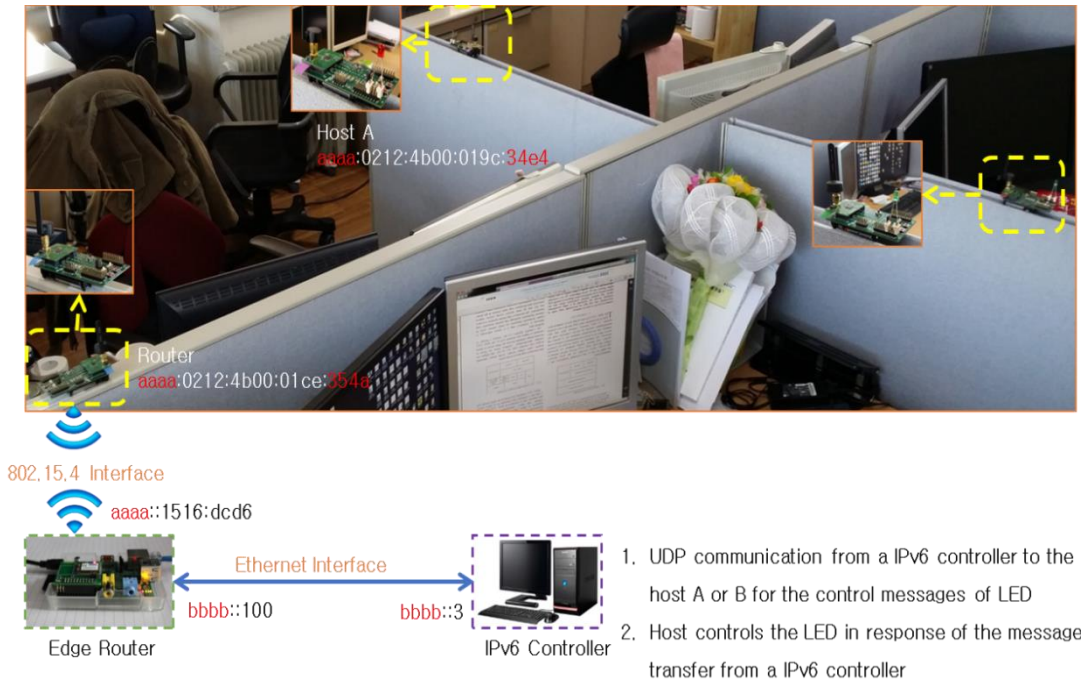 Host A
aaaa:0212:4b00:019c:34e4
Router
aaaa:0212:4b00:01ce:354a
802.15.4 Interface
aaaa::1516:dcd6
Ethernet Interface
bbbb::100
bbbb::3
Edge Router
IPv6 Controller
1. UDP communication from a IPv6 controller to the
host A or B for the control messages of LED
2. Host controls the LED in response of the message
transfer from a IPv6 controller